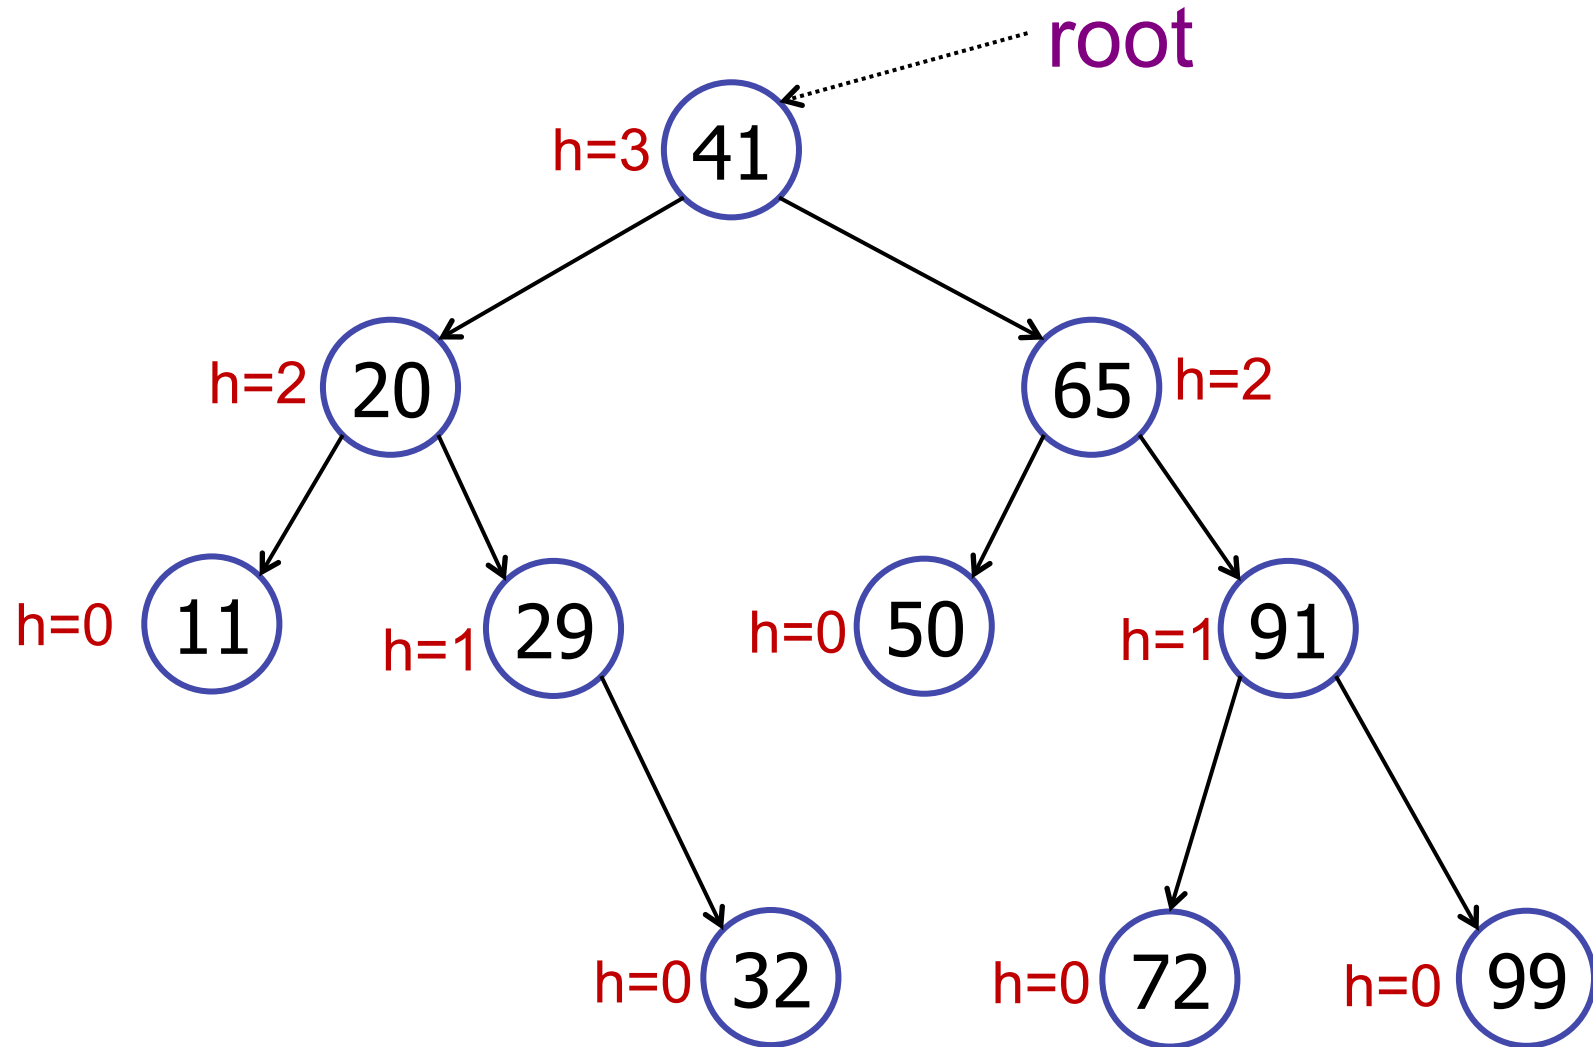 root
h=3 41
h=2 20 65 h=2
h=0 11 h=1 29 h=0 50 h=1 91
h=0 32 h=0 72 h=0 99